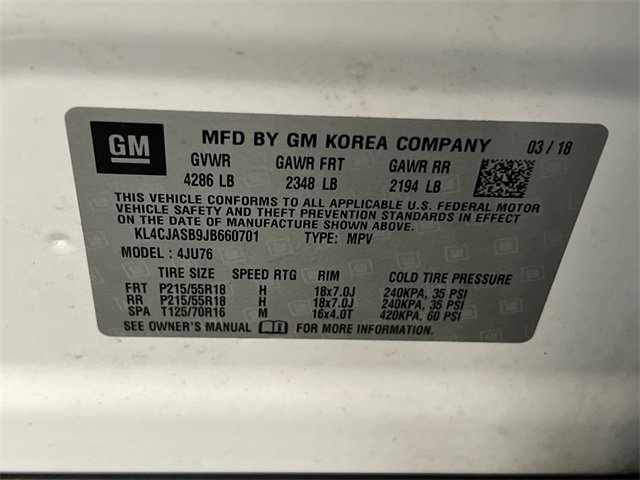 GM
MFD BY GM KOREA COMPANY 03 / 18
GVWR GAWR FRT GAWR RR
4286 LB 2348 LB 2194 LB
THIS VEHICLE CONFORMS TO ALL APPLICABLE U.S. FEDERAL MOTOR
VEHICLE SAFETY AND THEFT PREVENTION STANDARDS IN EFFECT
ON THE DATE OF MANUFACTURE SHOWN ABOVE.
KL4CJASB9JB660701 TYPE: MPV
MODEL : 4JU76
TIRE SIZE SPEED RTG RIM COLD TIRE PRESSURE
FRT P215/55R18 H 18x7.0J 240KPA, 35 PSI
RR P215/55R18 H 18x7.0J 240KPA, 35 PSI
SPA T125/70R16 M 16x4.0T 420KPA, 60 PSI
SEE OWNER'S MANUAL FOR MORE INFORMATION.